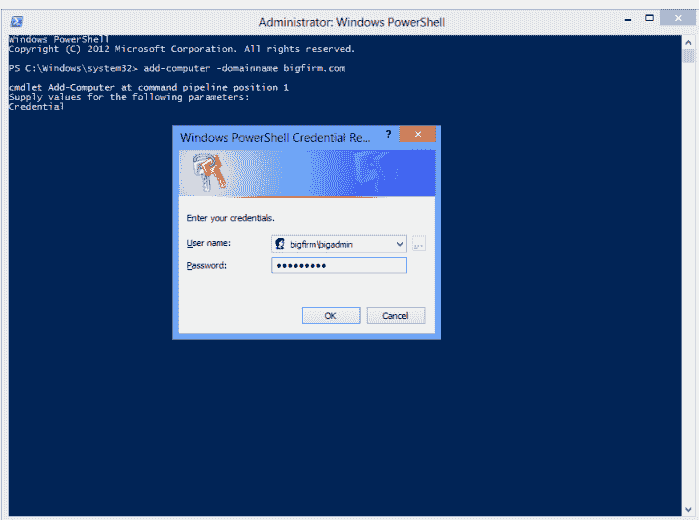 Administrator: Windows PowerShell
Windows PowerShell
Copyright (C) 2012 Microsoft Corporation. All rights reserved.
PS C:\Windows\system32> add-computer -domainname bigfirm.com
cmdlet Add-Computer at command pipeline position 1
Supply values for the following parameters:
Credential
Windows PowerShell Credential Re...
?
Enter your credentials.
User name: bigfirm\bigadmin
...
Password: •••••••••
OK Cancel